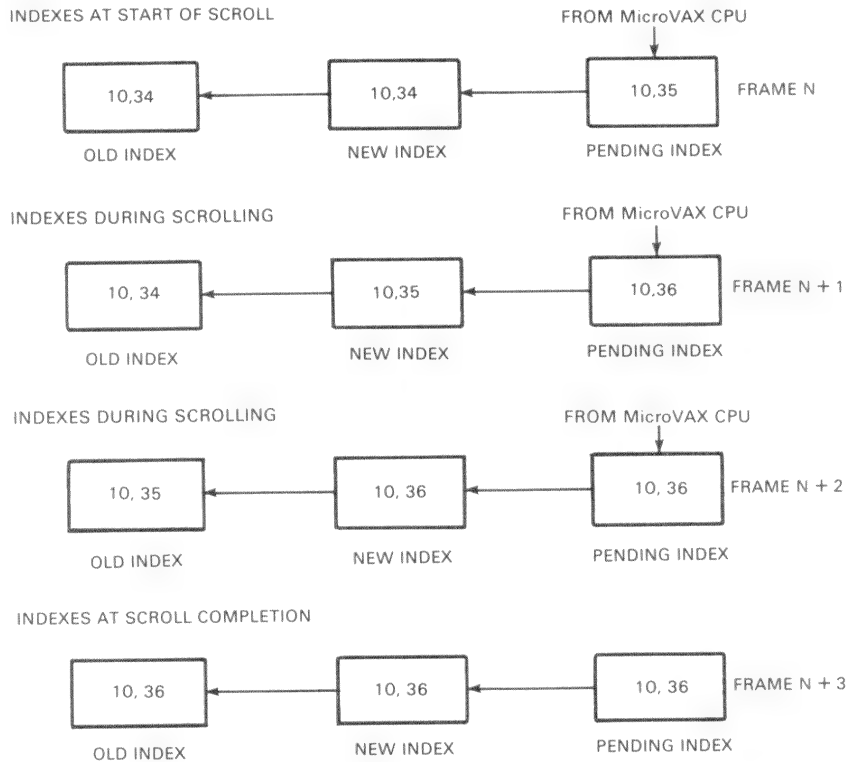 INDEXES AT START OF SCROLL
FROM MicroVAX CPU
10,34
10,34
10,35
FRAME N
OLD INDEX
NEW INDEX
PENDING INDEX
INDEXES DURING SCROLLING
FROM MicroVAX CPU
10, 34
10,35
10,36
FRAME N + 1
OLD INDEX
NEW INDEX
PENDING INDEX
INDEXES DURING SCROLLING
FROM MicroVAX CPU
10, 35
10, 36
10, 36
FRAME N + 2
OLD INDEX
NEW INDEX
PENDING INDEX
INDEXES AT SCROLL COMPLETION
10, 36
10, 36
10, 36
FRAME N + 3
OLD INDEX
NEW INDEX
PENDING INDEX